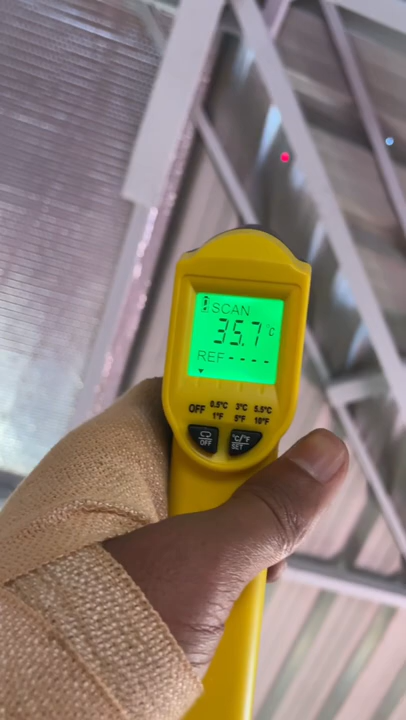 SCAN
35.7°C
REF----
OFF 0.5°C 3°C 5.5°C
1°F 5°F 10°F
OFF °C/°F
SET